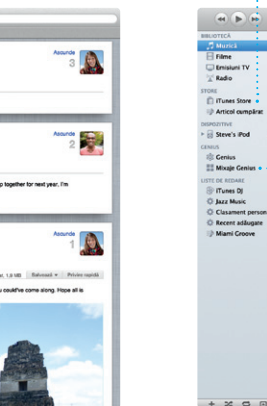 Ascunde
3
Ascunde
2
p together for next year. I'm
Ascunde
1
1,8 MB Salvează Privire rapidă
u could've come along. Hope all is
BIBLIOTECĂ
Muzică
Filme
Emisiuni TV
Radio
STORE
iTunes Store
Articol cumpărat
DISPOZITIVE
Steve's iPod
GENIUS
Genius
Mixaje Genius
LISTE DE REDARE
iTunes DJ
Jazz Music
Clasament person
Recent adăugate
Miami Groove